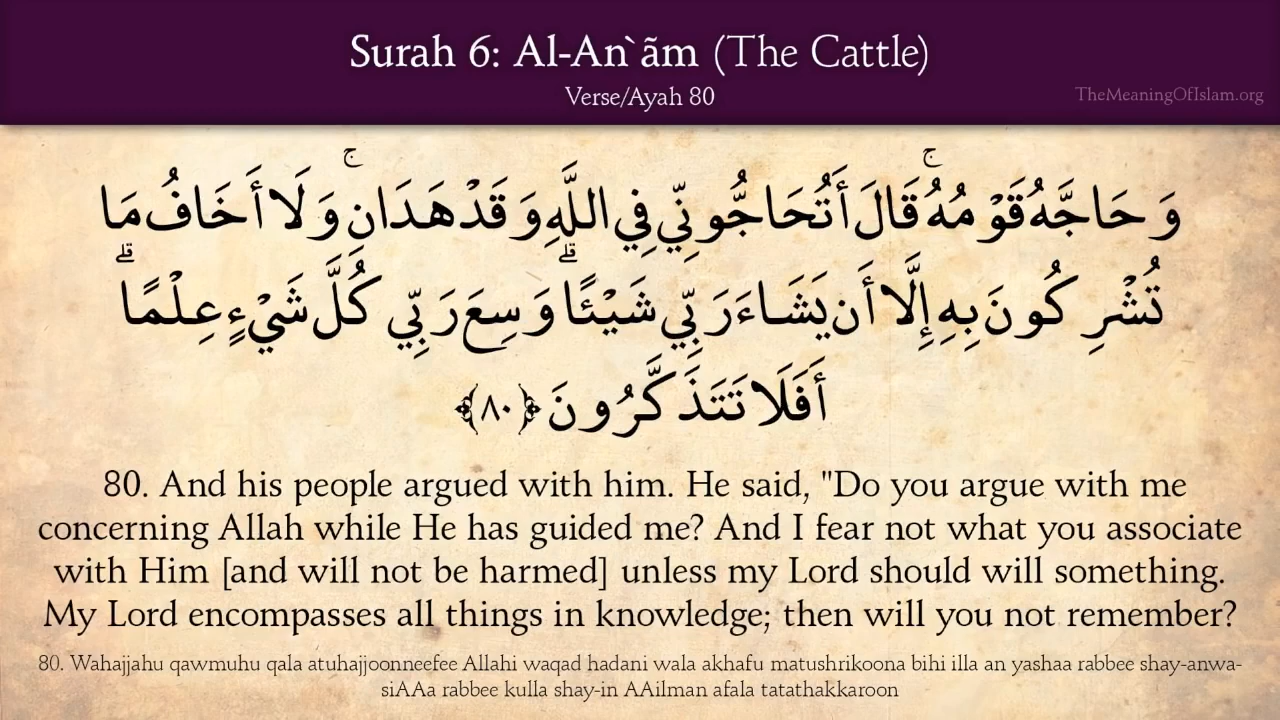 Surah 6: Al-An`ãm (The Cattle)
Verse/Ayah 80
TheMeaningOfIslam.org
وَحَاجَّهُ قَوْمُهُ ۚ قَالَ أَتُحَاجُّونِّي فِي اللَّهِ وَقَدْ هَدَانِ ۚ وَلَا أَخَافُ مَا
تُشْرِكُونَ بِهِ إِلَّا أَن يَشَاءَ رَبِّي شَيْئًا ۗ وَسِعَ رَبِّي كُلَّ شَيْءٍ عِلْمًا ۗ
أَفَلَا تَتَذَكَّرُونَ ﴿٨٠﴾
80. And his people argued with him. He said, "Do you argue with me
concerning Allah while He has guided me? And I fear not what you associate
with Him [and will not be harmed] unless my Lord should will something.
My Lord encompasses all things in knowledge; then will you not remember?
80. Wahajjahu qawmuhu qala atuhajjoonneefee Allahi waqad hadani wala akhafu matushrikoona bihi illa an yashaa rabbee shay-anwa-
siAAa rabbee kulla shay-in AAilman afala tatathakkaroon